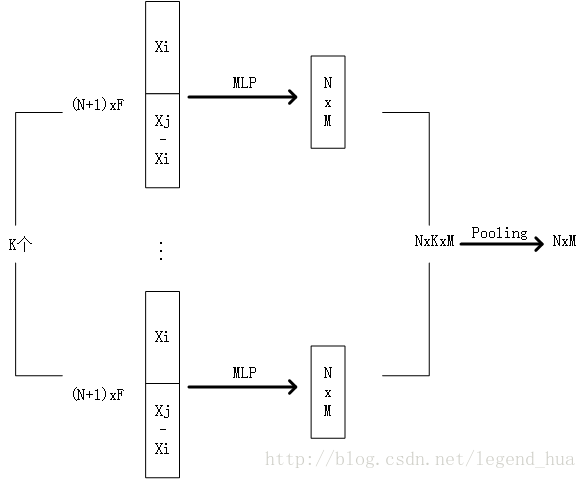 Xi
(N+1)xF
MLP
N
x
M
Xj
-
Xi
K个
...
NxKxM
Pooling
NxM
Xi
(N+1)xF
MLP
N
x
M
Xj
-
Xi
http://blog.csdn.net/legend_hua